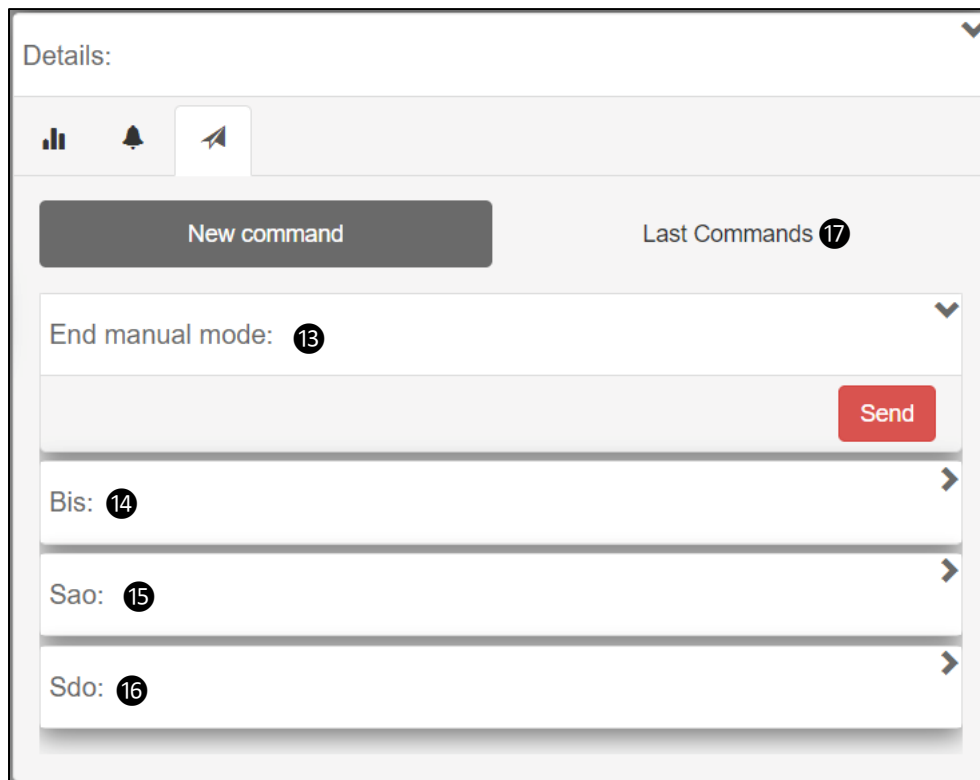 Details:
New command
Last Commands 17
End manual mode: 13
Send
Bis: 14
Sao: 15
Sdo: 16